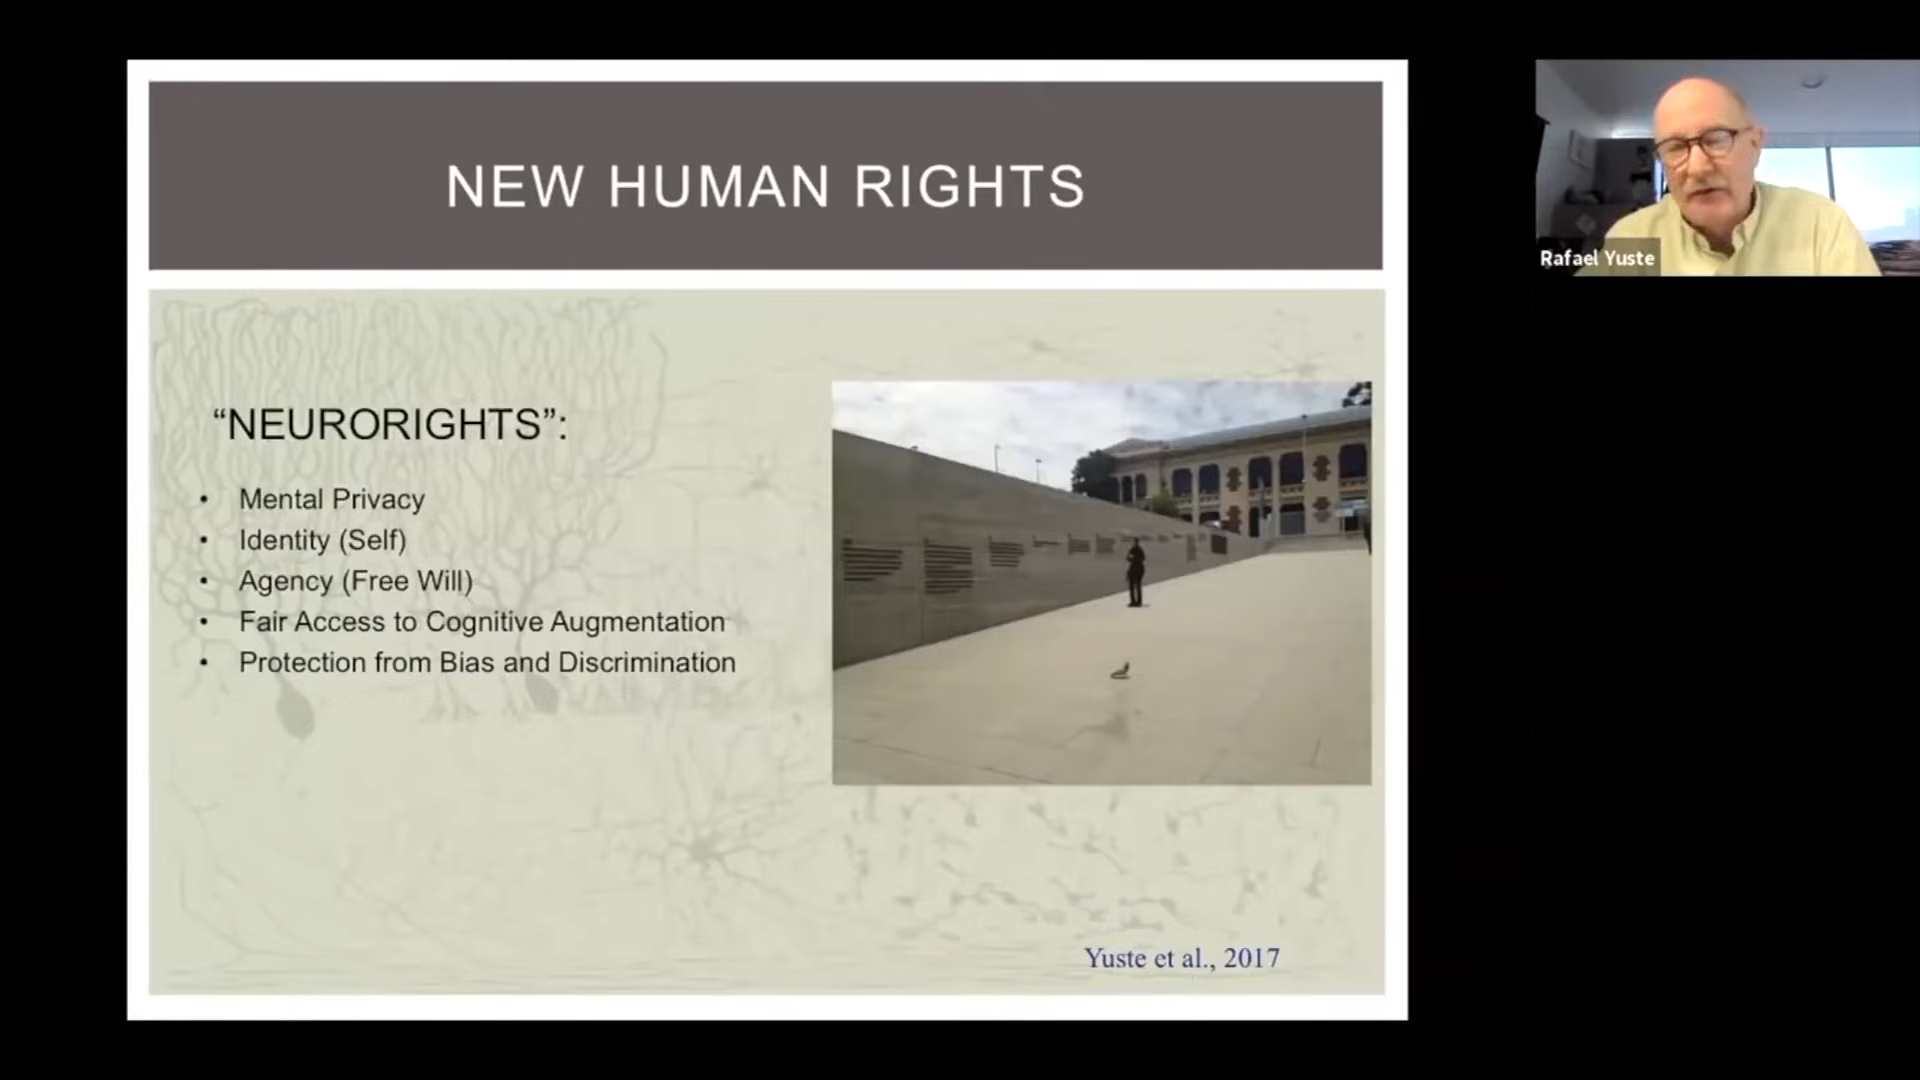 NEW HUMAN RIGHTS
“NEURORIGHTS”:
• Mental Privacy
• Identity (Self)
• Agency (Free Will)
• Fair Access to Cognitive Augmentation
• Protection from Bias and Discrimination
Yuste et al., 2017
Rafael Yuste